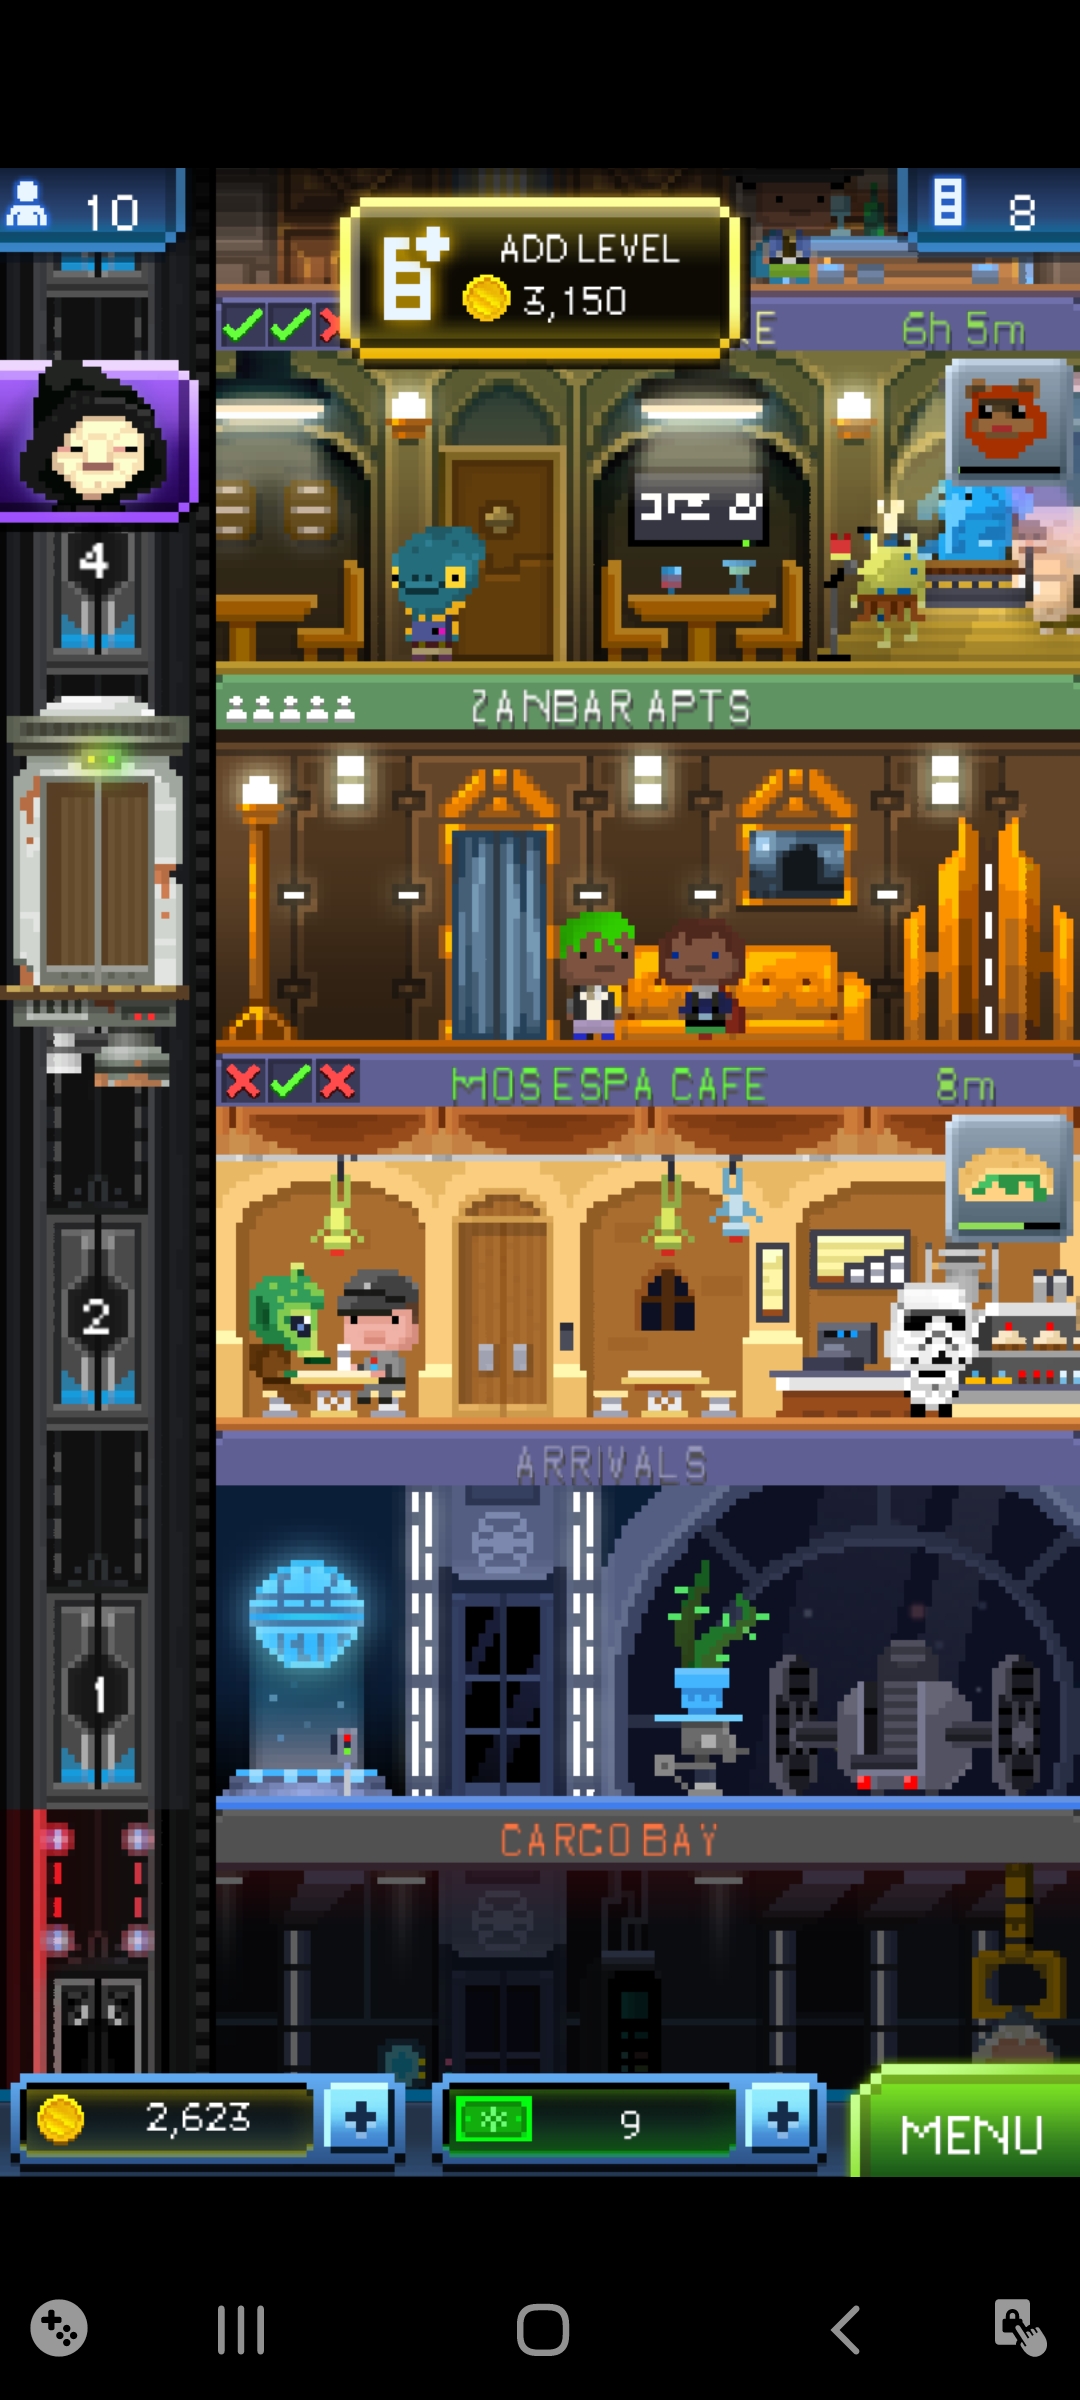 10
ADD LEVEL
3,150
8
E
6h 5m
4
ZANBAR APTS
MOS ESPA CAFE
8m
2
ARRIVALS
1
CARGO BAY
2,623
9
MENU